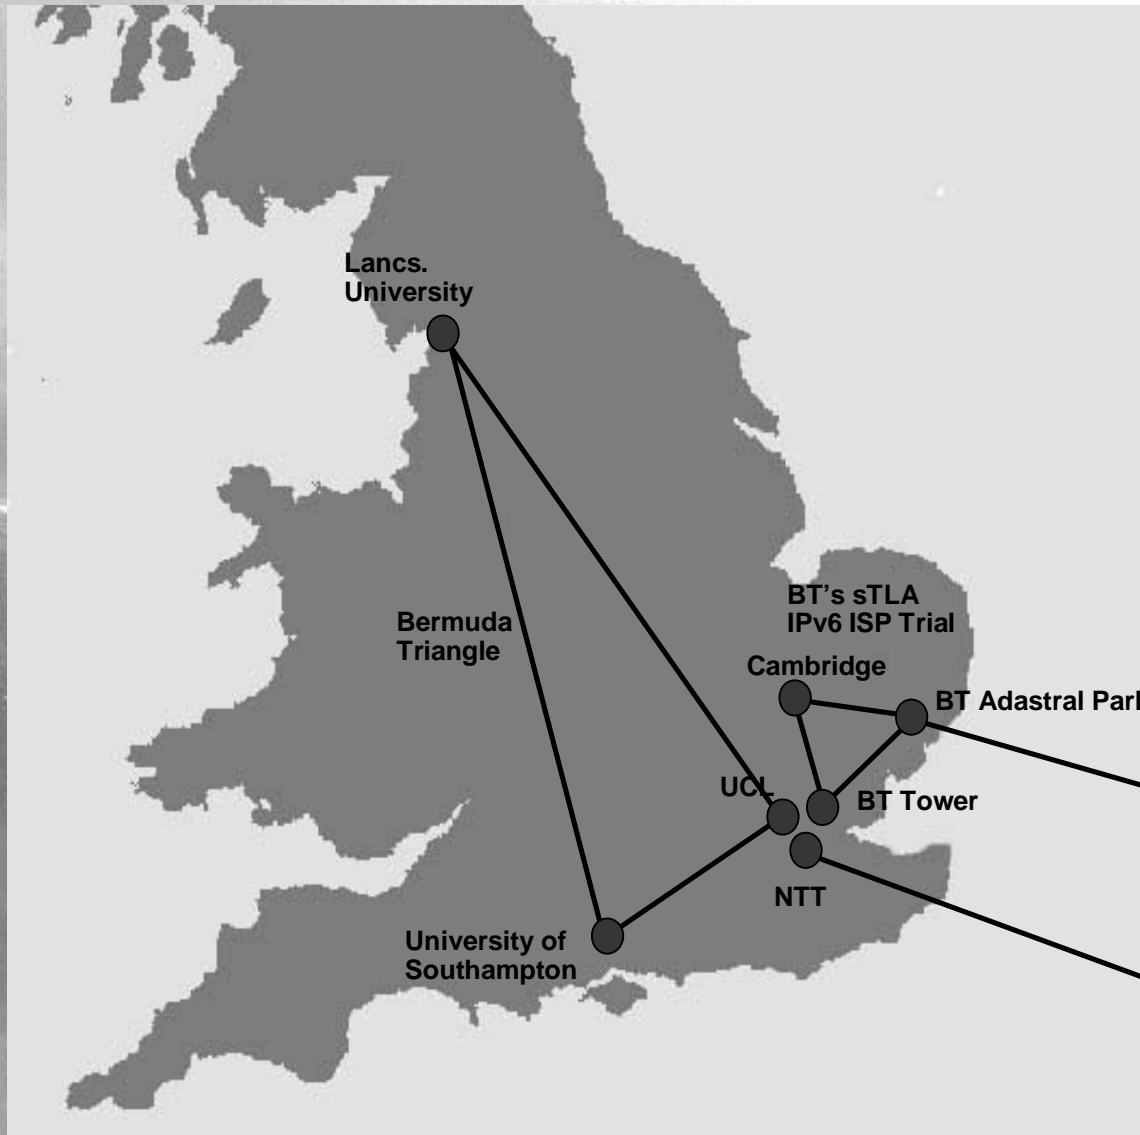 Lancs.
University
BT’s sTLA
IPv6 ISP Trial
Bermuda
Triangle
Cambridge
BT Adastral
UCL
BT Tower
NTT
University of
Southampton